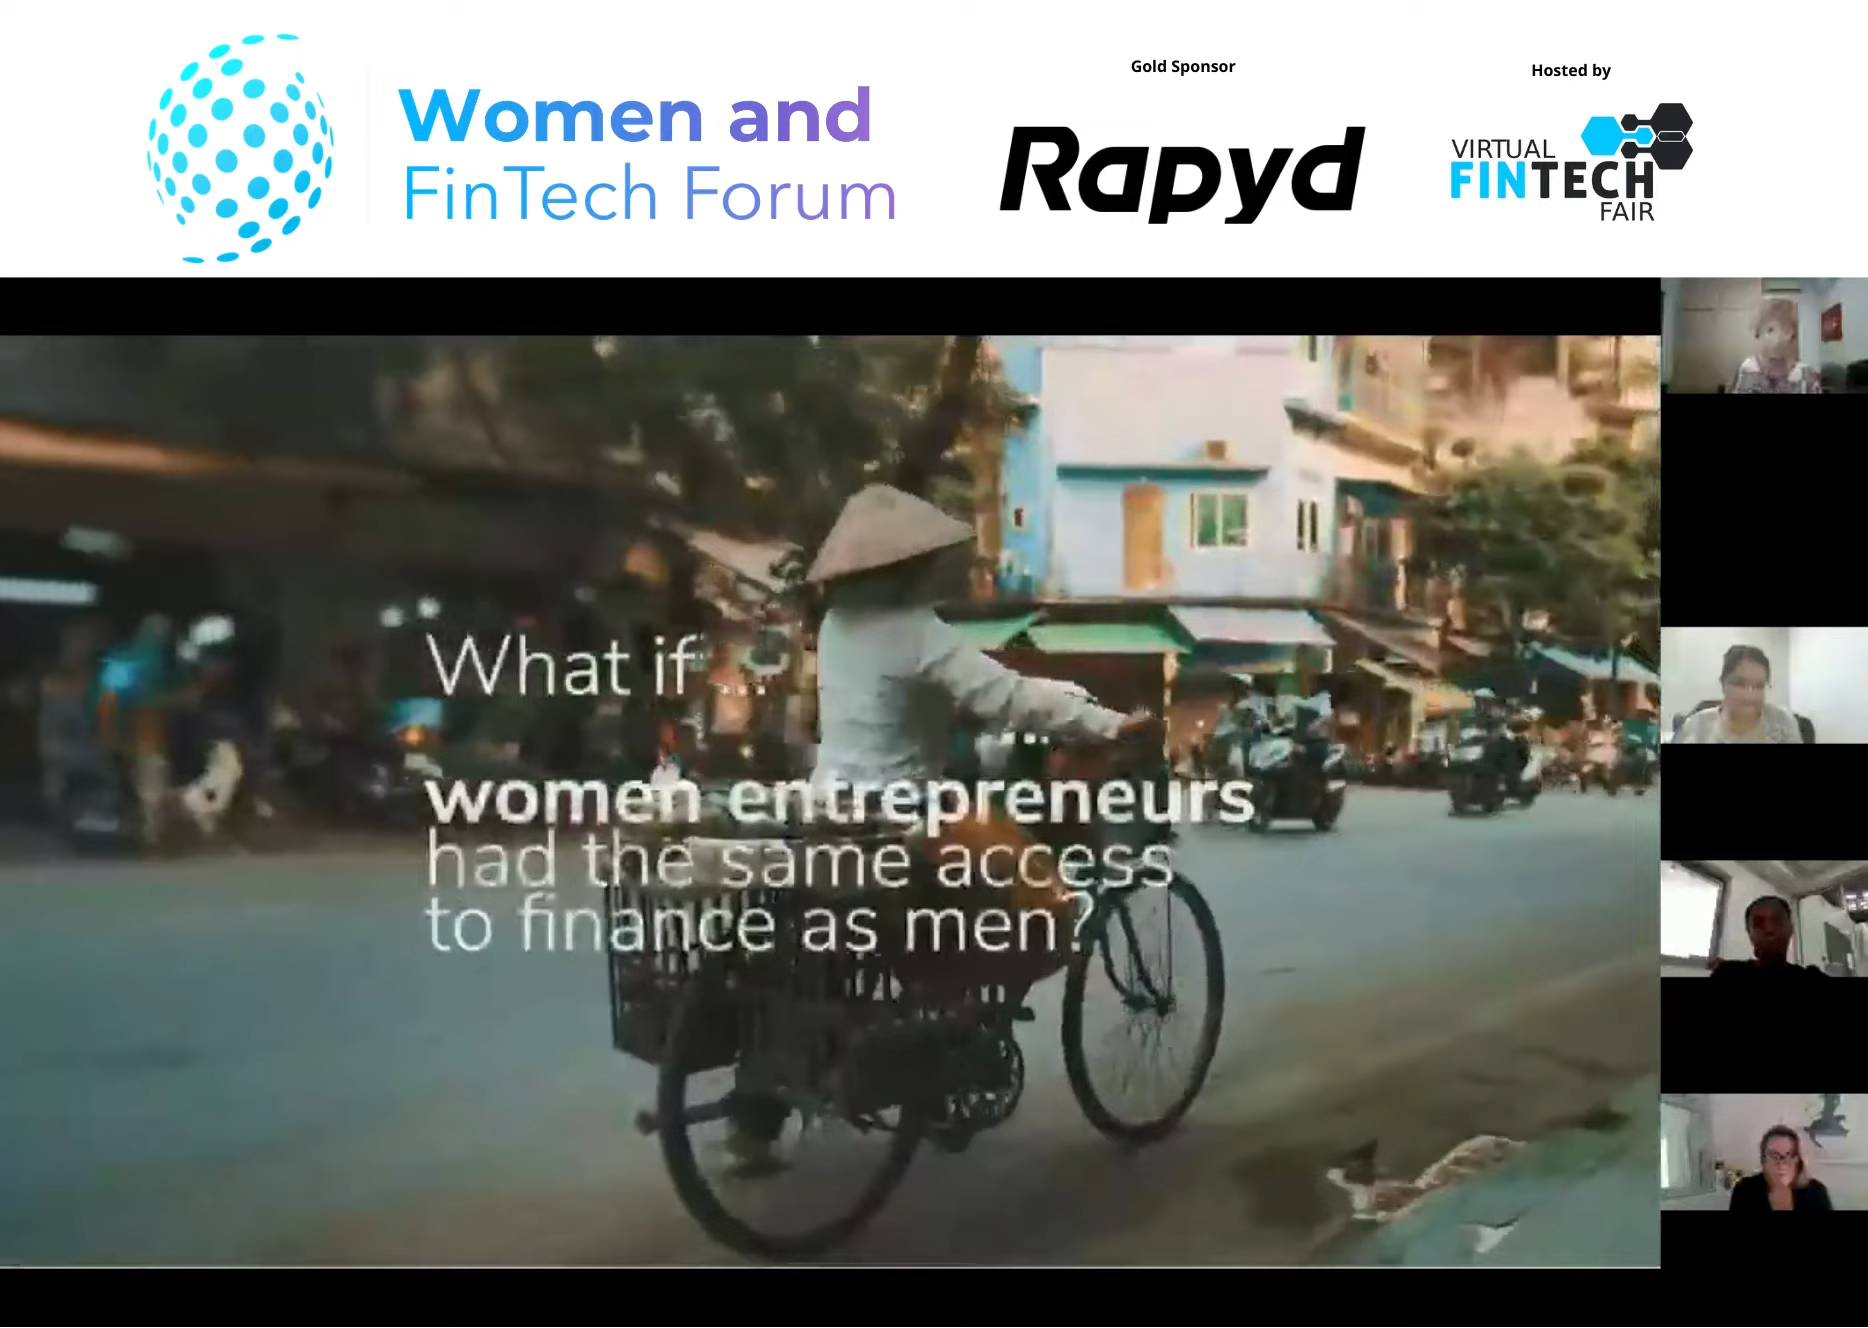 Women and
FinTech Forum
Gold Sponsor
Rapyd
Hosted by
VIRTUAL
FINTECH
FAIR
What if ...
...
women entrepreneurs
had the same access
to finance as men?